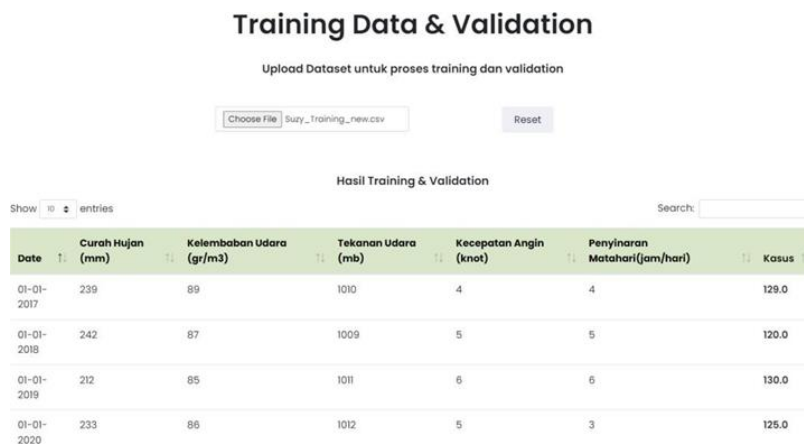 Training Data & Validation
Upload Dataset untuk proses training dan validation
Choose File Suzy_Training_new.csv Reset
Hasil Training & Validation
Show 10 entries Search:
Date Curah Hujan (mm) Kelembaban Udara (gr/m3) Tekanan Udara (mb) Kecepatan Angin (knot) Penyinaran Matahari(jam/hari) Kasus
01-01-2017 239 89 1010 4 4 129.0
01-01-2018 242 87 1009 5 5 120.0
01-01-2019 212 85 1011 6 6 130.0
01-01-2020 233 86 1012 5 3 125.0